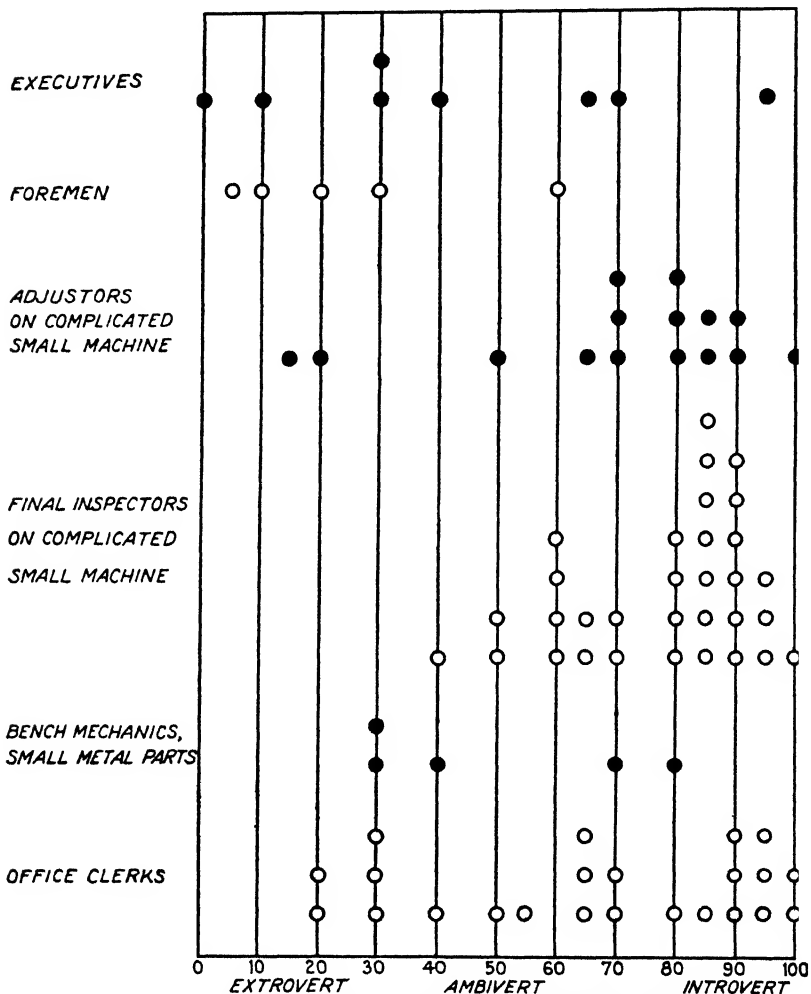 EXECUTIVES
FOREMEN
ADJUSTORS
ON COMPLICATED
SMALL MACHINE
FINAL INSPECTORS
ON COMPLICATED
SMALL MACHINE
BENCH MECHANICS,
SMALL METAL PARTS
OFFICE CLERKS
0 10 20 30 40 50 60 70 80 90 100
EXTROVERT AMBIVERT INTROVERT